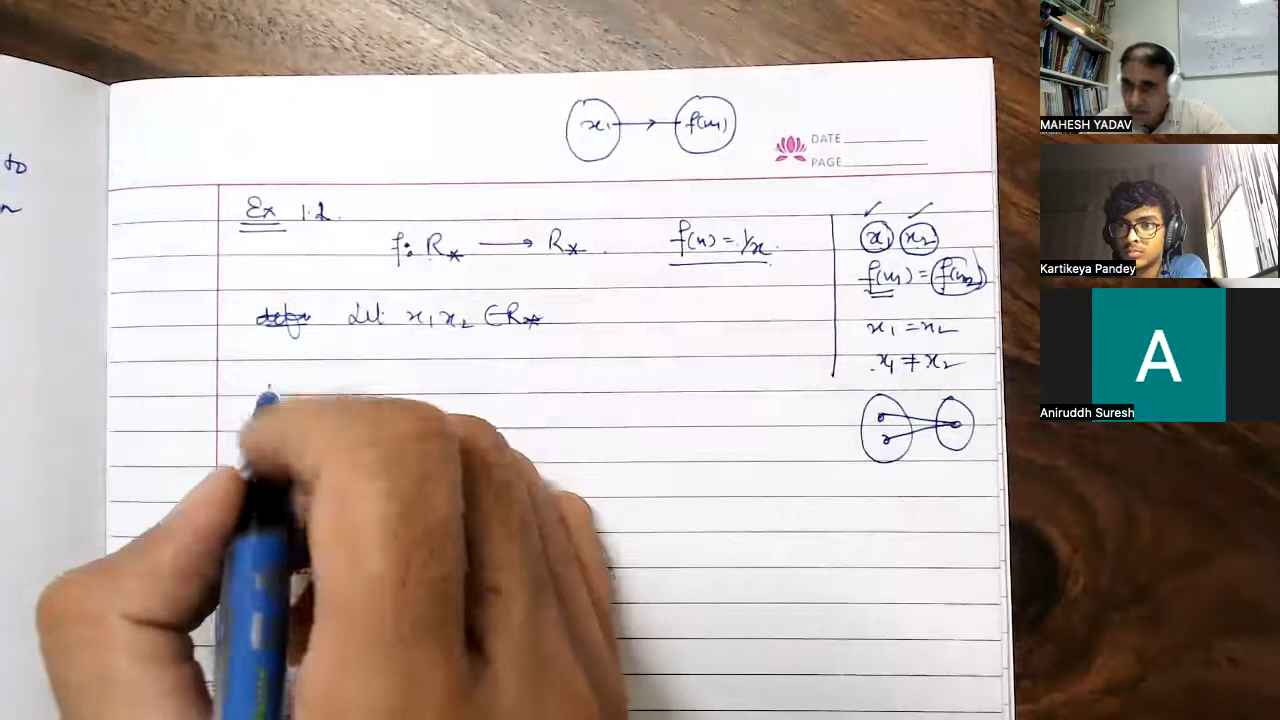 x₁ → f(x₁)
DATE
PAGE
to
Ex 1.2.
f: R* → R* . f(x) = 1/x.
Let x₁ x₂ ∈ R*
x₁ x₂
f(x₁) = f(x₂)
x₁ = x₂
x₁ ≠ x₂
MAHESH YADAV
Kartikeya Pandey
A
Aniruddh Suresh